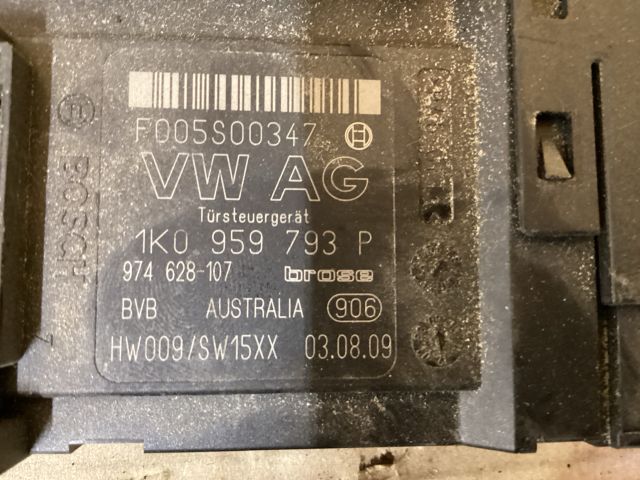 F005S00347
VW AG
Türsteuergerät
1K0 959 793 P
974 628-107 brose
BVB AUSTRALIA 906
HW009/SW15XX 03.08.09
BOSCH